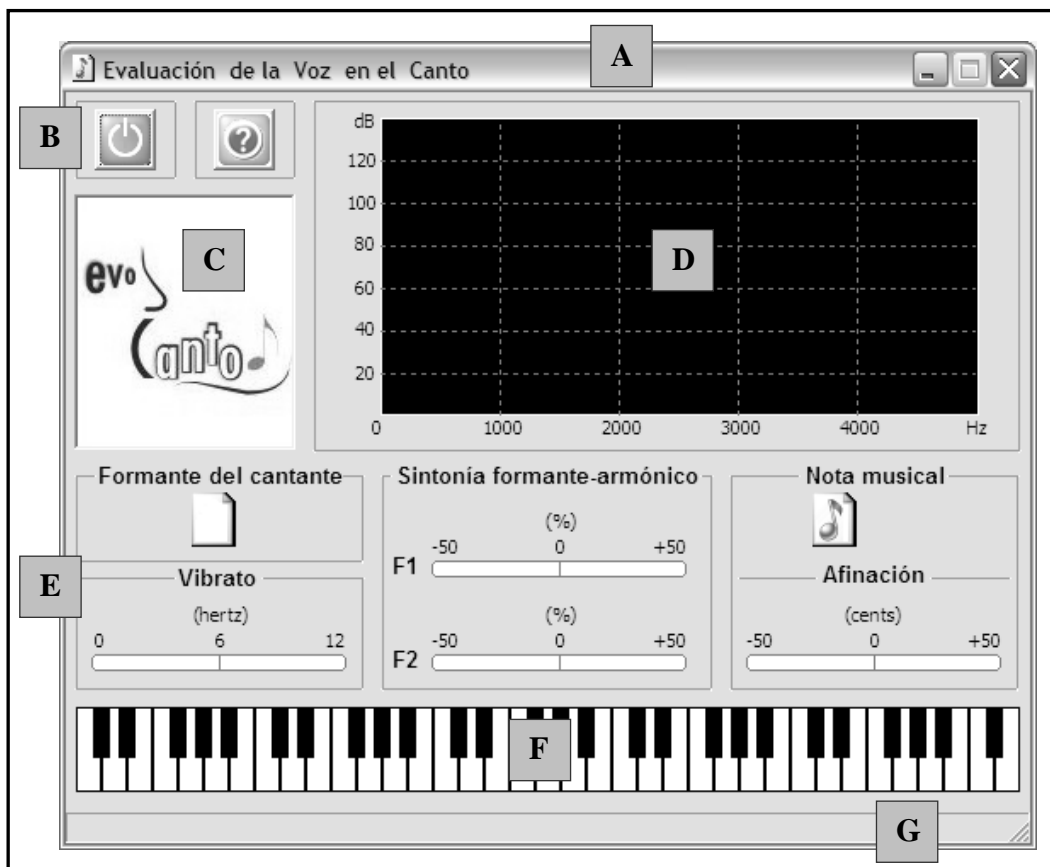 A
Evaluación de la Voz en el Canto
B
C
evo
Canto
dB
120
100
80
60
40
20
0 1000 2000 3000 4000 Hz
D
Formante del cantante
E
Vibrato
(hertz)
0 6 12
Sintonía formante-armónico
(%)
-50 0 +50
F1
(%)
-50 0 +50
F2
Nota musical
Afinación
(cents)
-50 0 +50
F
G